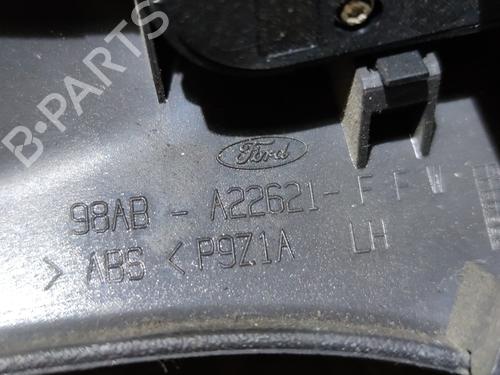 B-PARTS
Ford
98AB - A22621- F F W
> ABS < P9Z1A LH